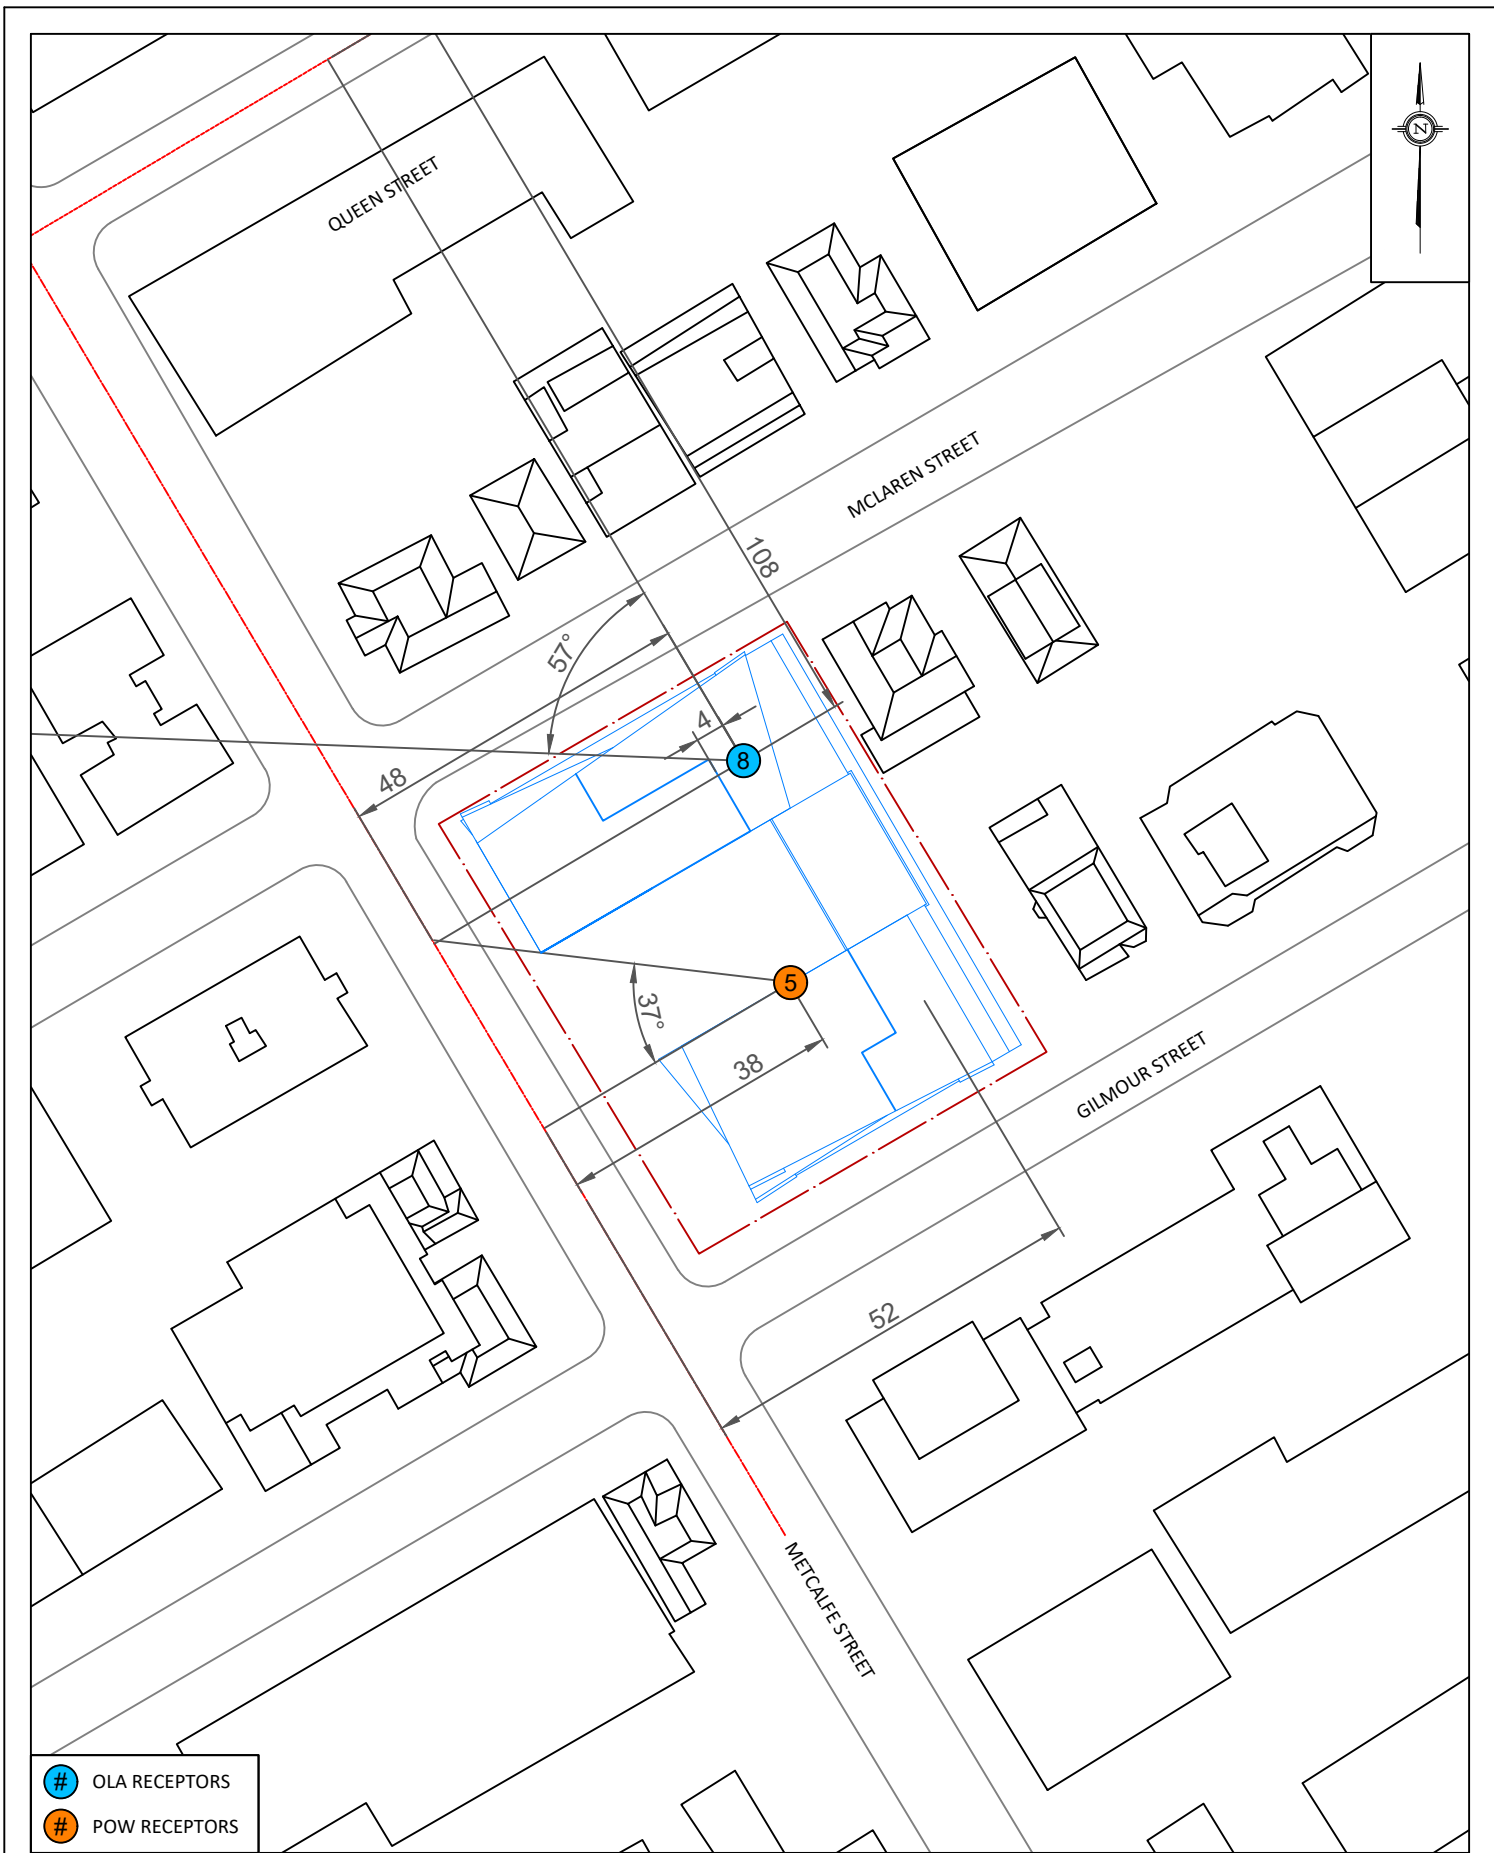 N
QUEEN STREET
MCLAREN STREET
108
57°
4
48
8
5
37°
38
GILMOUR STREET
52
METCALFE STREET
# OLA RECEPTORS
# POW RECEPTORS